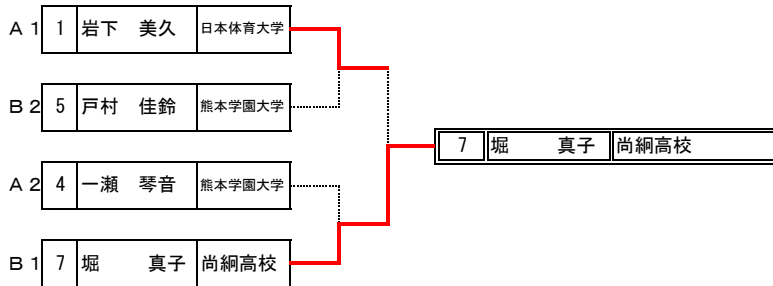 A 1 1 岩下 美久 日本体育大学
B 2 5 戸村 佳鈴 熊本学園大学
7 堀 真子 尚絅高校
A 2 4 一瀬 琴音 熊本学園大学
B 1 7 堀 真子 尚絅高校